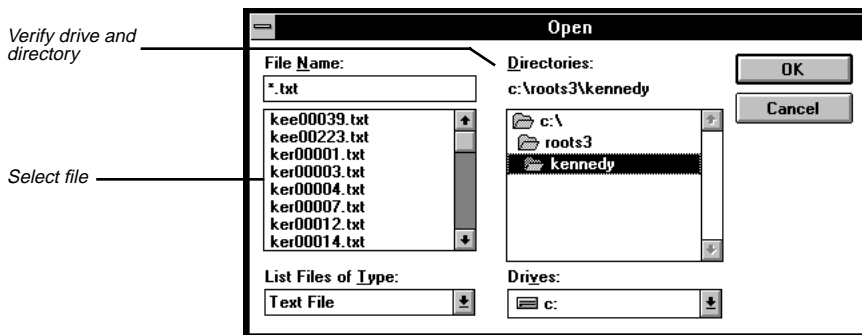 Verify drive and
directory
Select file
Open
File Name:
*.txt
kee00039.txt
kee00223.txt
ker00001.txt
ker00003.txt
ker00004.txt
ker00007.txt
ker00012.txt
ker00014.txt
List Files of Type:
Text File
Directories:
c:\roots3\kennedy
c:\
roots3
kennedy
Drives:
c:
OK
Cancel